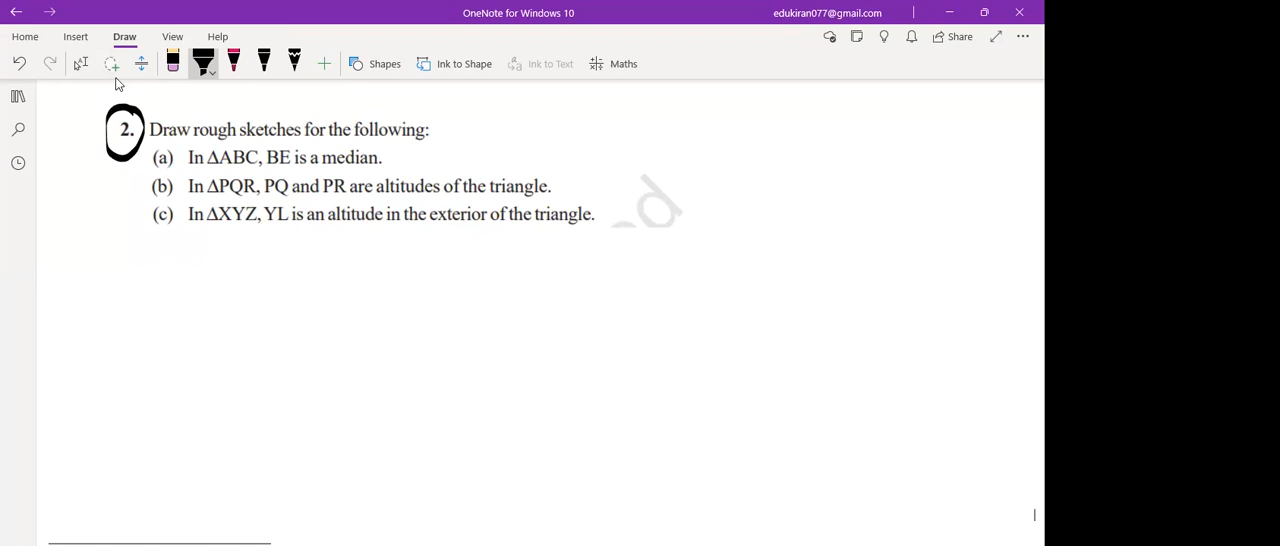 OneNote for Windows 10
edukiran077@gmail.com
Home Insert Draw View Help
Share
Shapes Ink to Shape Ink to Text Maths
2. Draw rough sketches for the following:
(a) In ΔABC, BE is a median.
(b) In ΔPQR, PQ and PR are altitudes of the triangle.
(c) In ΔXYZ, YL is an altitude in the exterior of the triangle.
ed